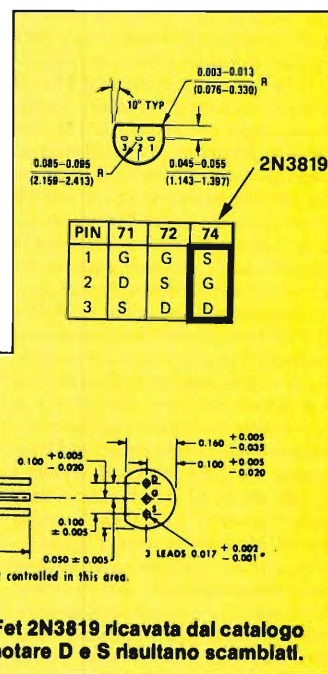 0.003–0.013
(0.076–0.330) R
10° TYP
3 2 1
0.085–0.095
(2.159–2.413) R
0.045–0.055
(1.143–1.397)
2N3819
PIN 71 72 74
1 G G S
2 D S G
3 S D D
0.160 + 0.005 − 0.035
0.100 + 0.005 − 0.020
0.100 + 0.005 − 0.020
D
G
S
0.100 ± 0.005
0.050 ± 0.005
3 LEADS 0.017 + 0.002 − 0.001
controlled in this area.
Fet 2N3819 ricavata dal catalogo
notare D e S risultano scambiati.